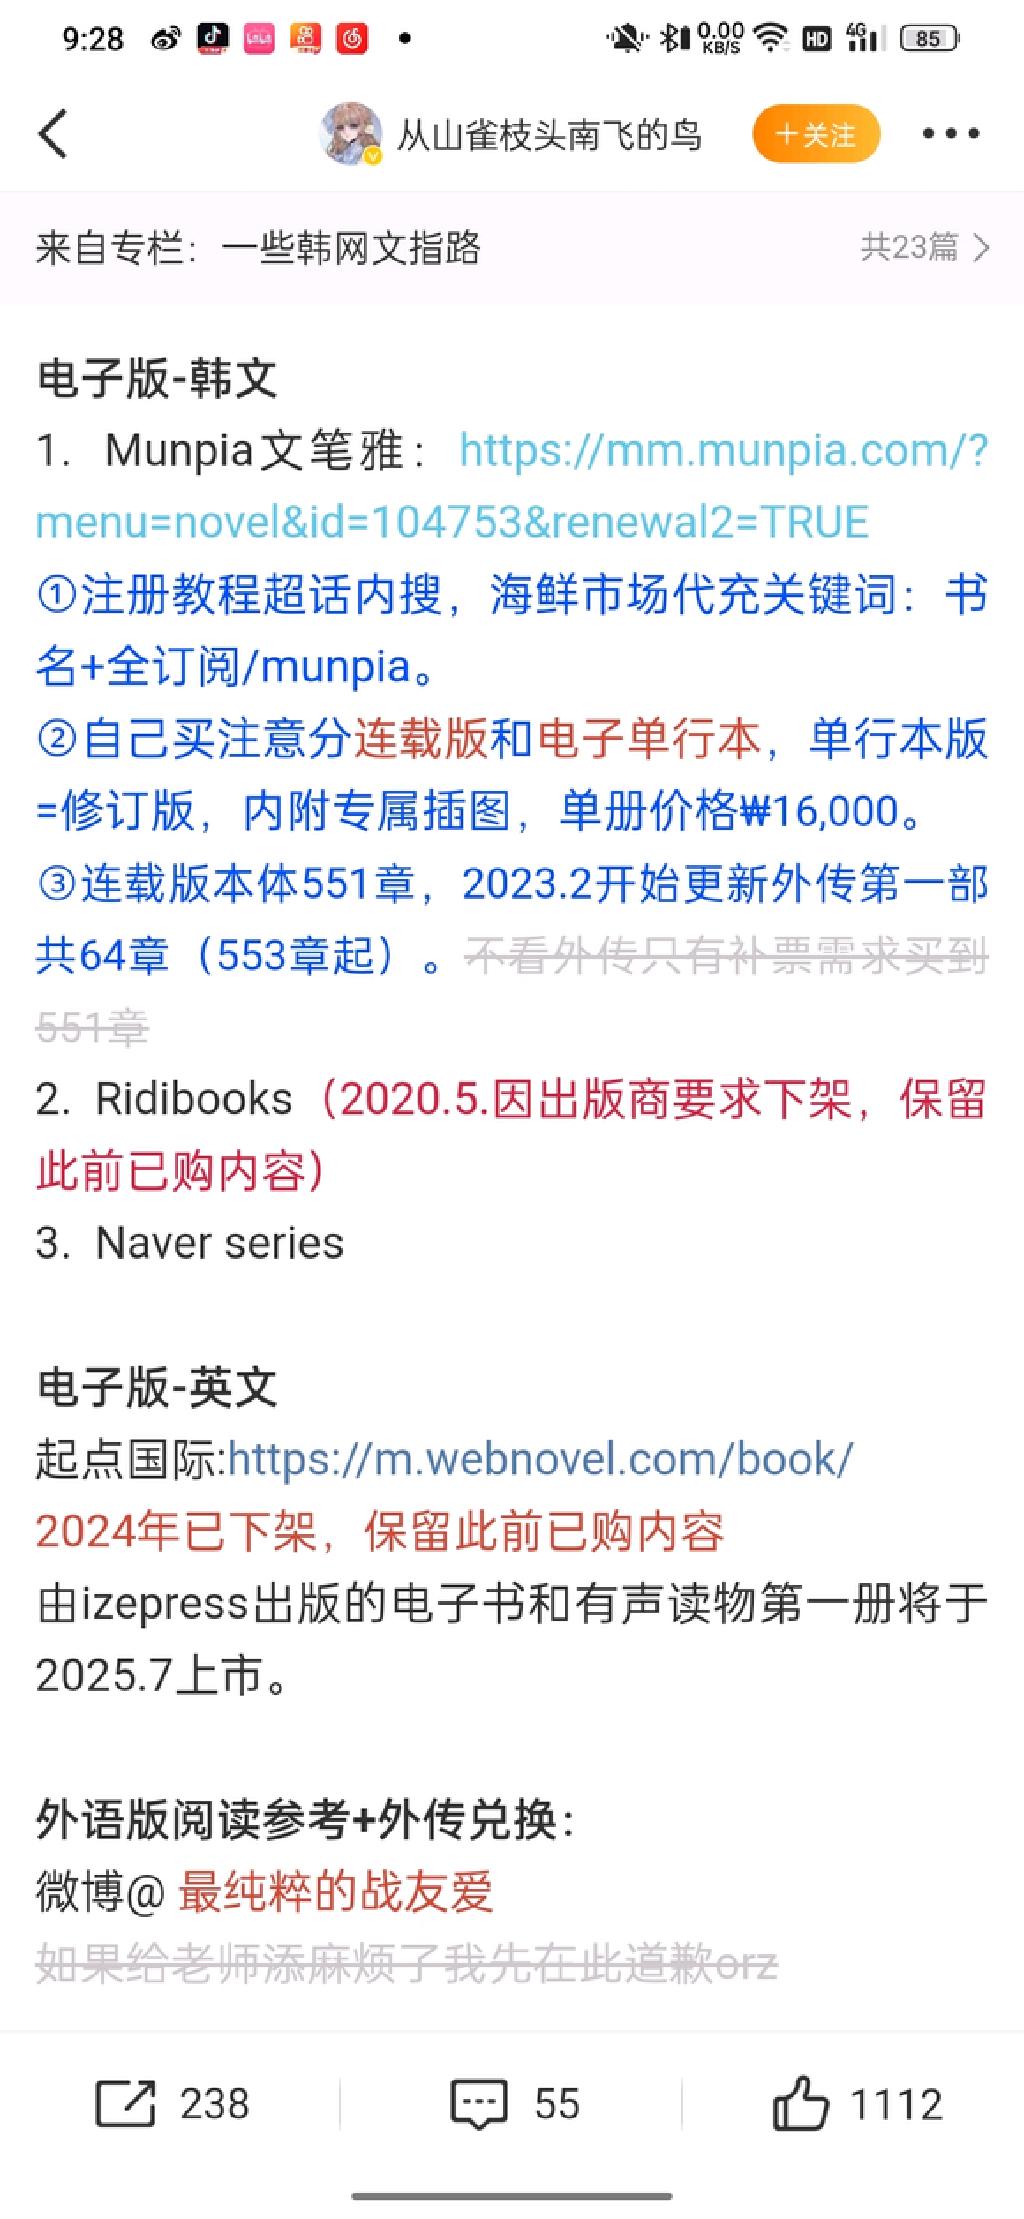 9:28
0.00
KB/S
HD
4G
85
从山雀枝头南飞的鸟
+关注
来自专栏：一些韩网文指路
共23篇
电子版-韩文
1. Munpia文笔雅：https://mm.munpia.com/?
menu=novel&id=104753&renewal2=TRUE
①注册教程超话内搜，海鲜市场代充关键词：书
名+全订阅/munpia。
②自己买注意分连载版和电子单行本，单行本版
=修订版，内附专属插图，单册价格₩16,000。
③连载版本体551章，2023.2开始更新外传第一部
共64章（553章起）。不看外传只有补票需求买到
551章
2. Ridibooks（2020.5.因出版商要求下架，保留
此前已购内容）
3. Naver series
电子版-英文
起点国际:https://m.webnovel.com/book/
2024年已下架，保留此前已购内容
由izepress出版的电子书和有声读物第一册将于
2025.7上市。
外语版阅读参考+外传兑换：
微博@ 最纯粹的战友爱
如果给老师添麻烦了我先在此道歉orz
238
55
1112